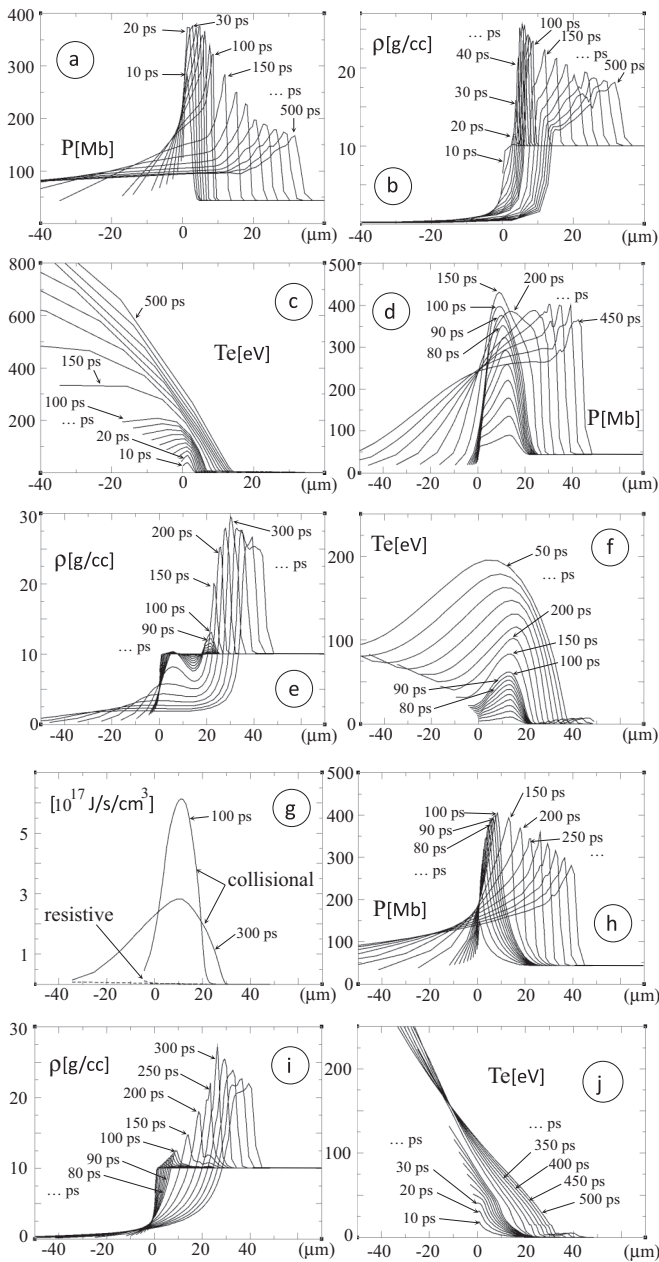 a
P[Mb]
400
300
200
100
-40
-20
0
20
40
(μm)
20 ps
30 ps
10 ps
100 ps
150 ps
... ps
500 ps
b
ρ[g/cc]
20
10
-40
-20
0
20
(μm)
... ps
100 ps
150 ps
40 ps
... ps
500 ps
30 ps
20 ps
10 ps
c
Te[eV]
800
600
400
200
0
-40
-20
0
20
40
(μm)
500 ps
150 ps
100 ps
... ps
20 ps
10 ps
d
P[Mb]
500
400
300
200
100
0
-40
-20
0
20
40
(μm)
150 ps
200 ps
100 ps
... ps
90 ps
450 ps
80 ps
e
ρ[g/cc]
30
20
10
0
-40
-20
0
20
40
60
(μm)
200 ps
300 ps
150 ps
... ps
100 ps
90 ps
... ps
f
Te[eV]
200
150
100
50
0
-40
-20
0
20
40
(μm)
50 ps
... ps
200 ps
150 ps
100 ps
90 ps
80 ps
g
[10^17 J/s/cm^3]
5
3
1
-40
-20
0
20
40
60
(μm)
100 ps
collisional
resistive
300 ps
h
P[Mb]
500
400
300
200
100
0
-40
-20
0
20
40
(μm)
100 ps
150 ps
90 ps
200 ps
80 ps
250 ps
... ps
...
i
ρ[g/cc]
30
20
10
0
-40
-20
0
20
40
60
(μm)
300 ps
250 ps
200 ps
150 ps
100 ps
90 ps
80 ps
... ps
j
Te[eV]
200
100
0
-40
-20
0
20
40
(μm)
... ps
... ps
350 ps
30 ps
400 ps
20 ps
450 ps
10 ps
500 ps